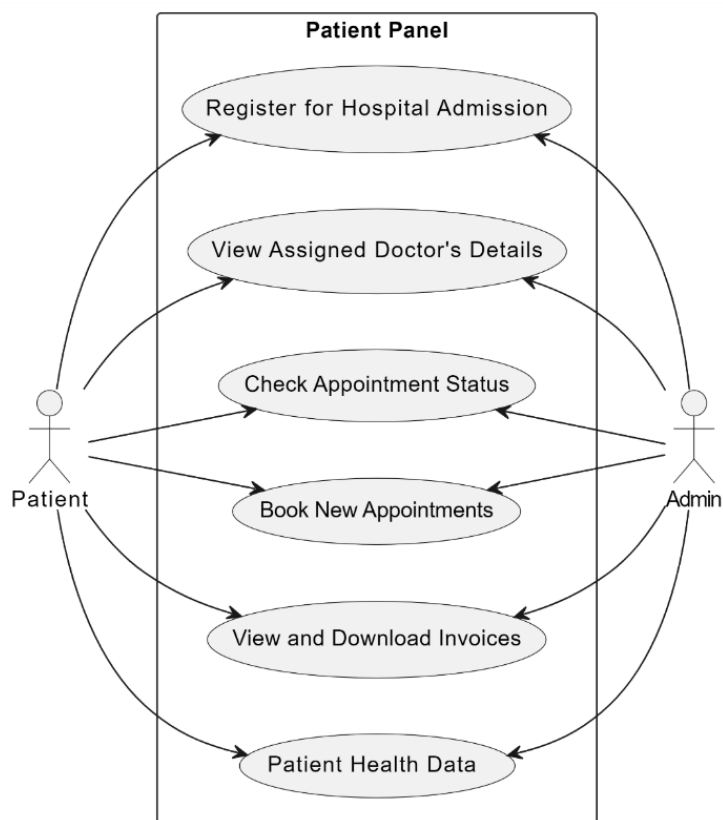 Patient Panel
Register for Hospital Admission
View Assigned Doctor's Details
Check Appointment Status
Patient
Admin
Book New Appointments
View and Download Invoices
Patient Health Data